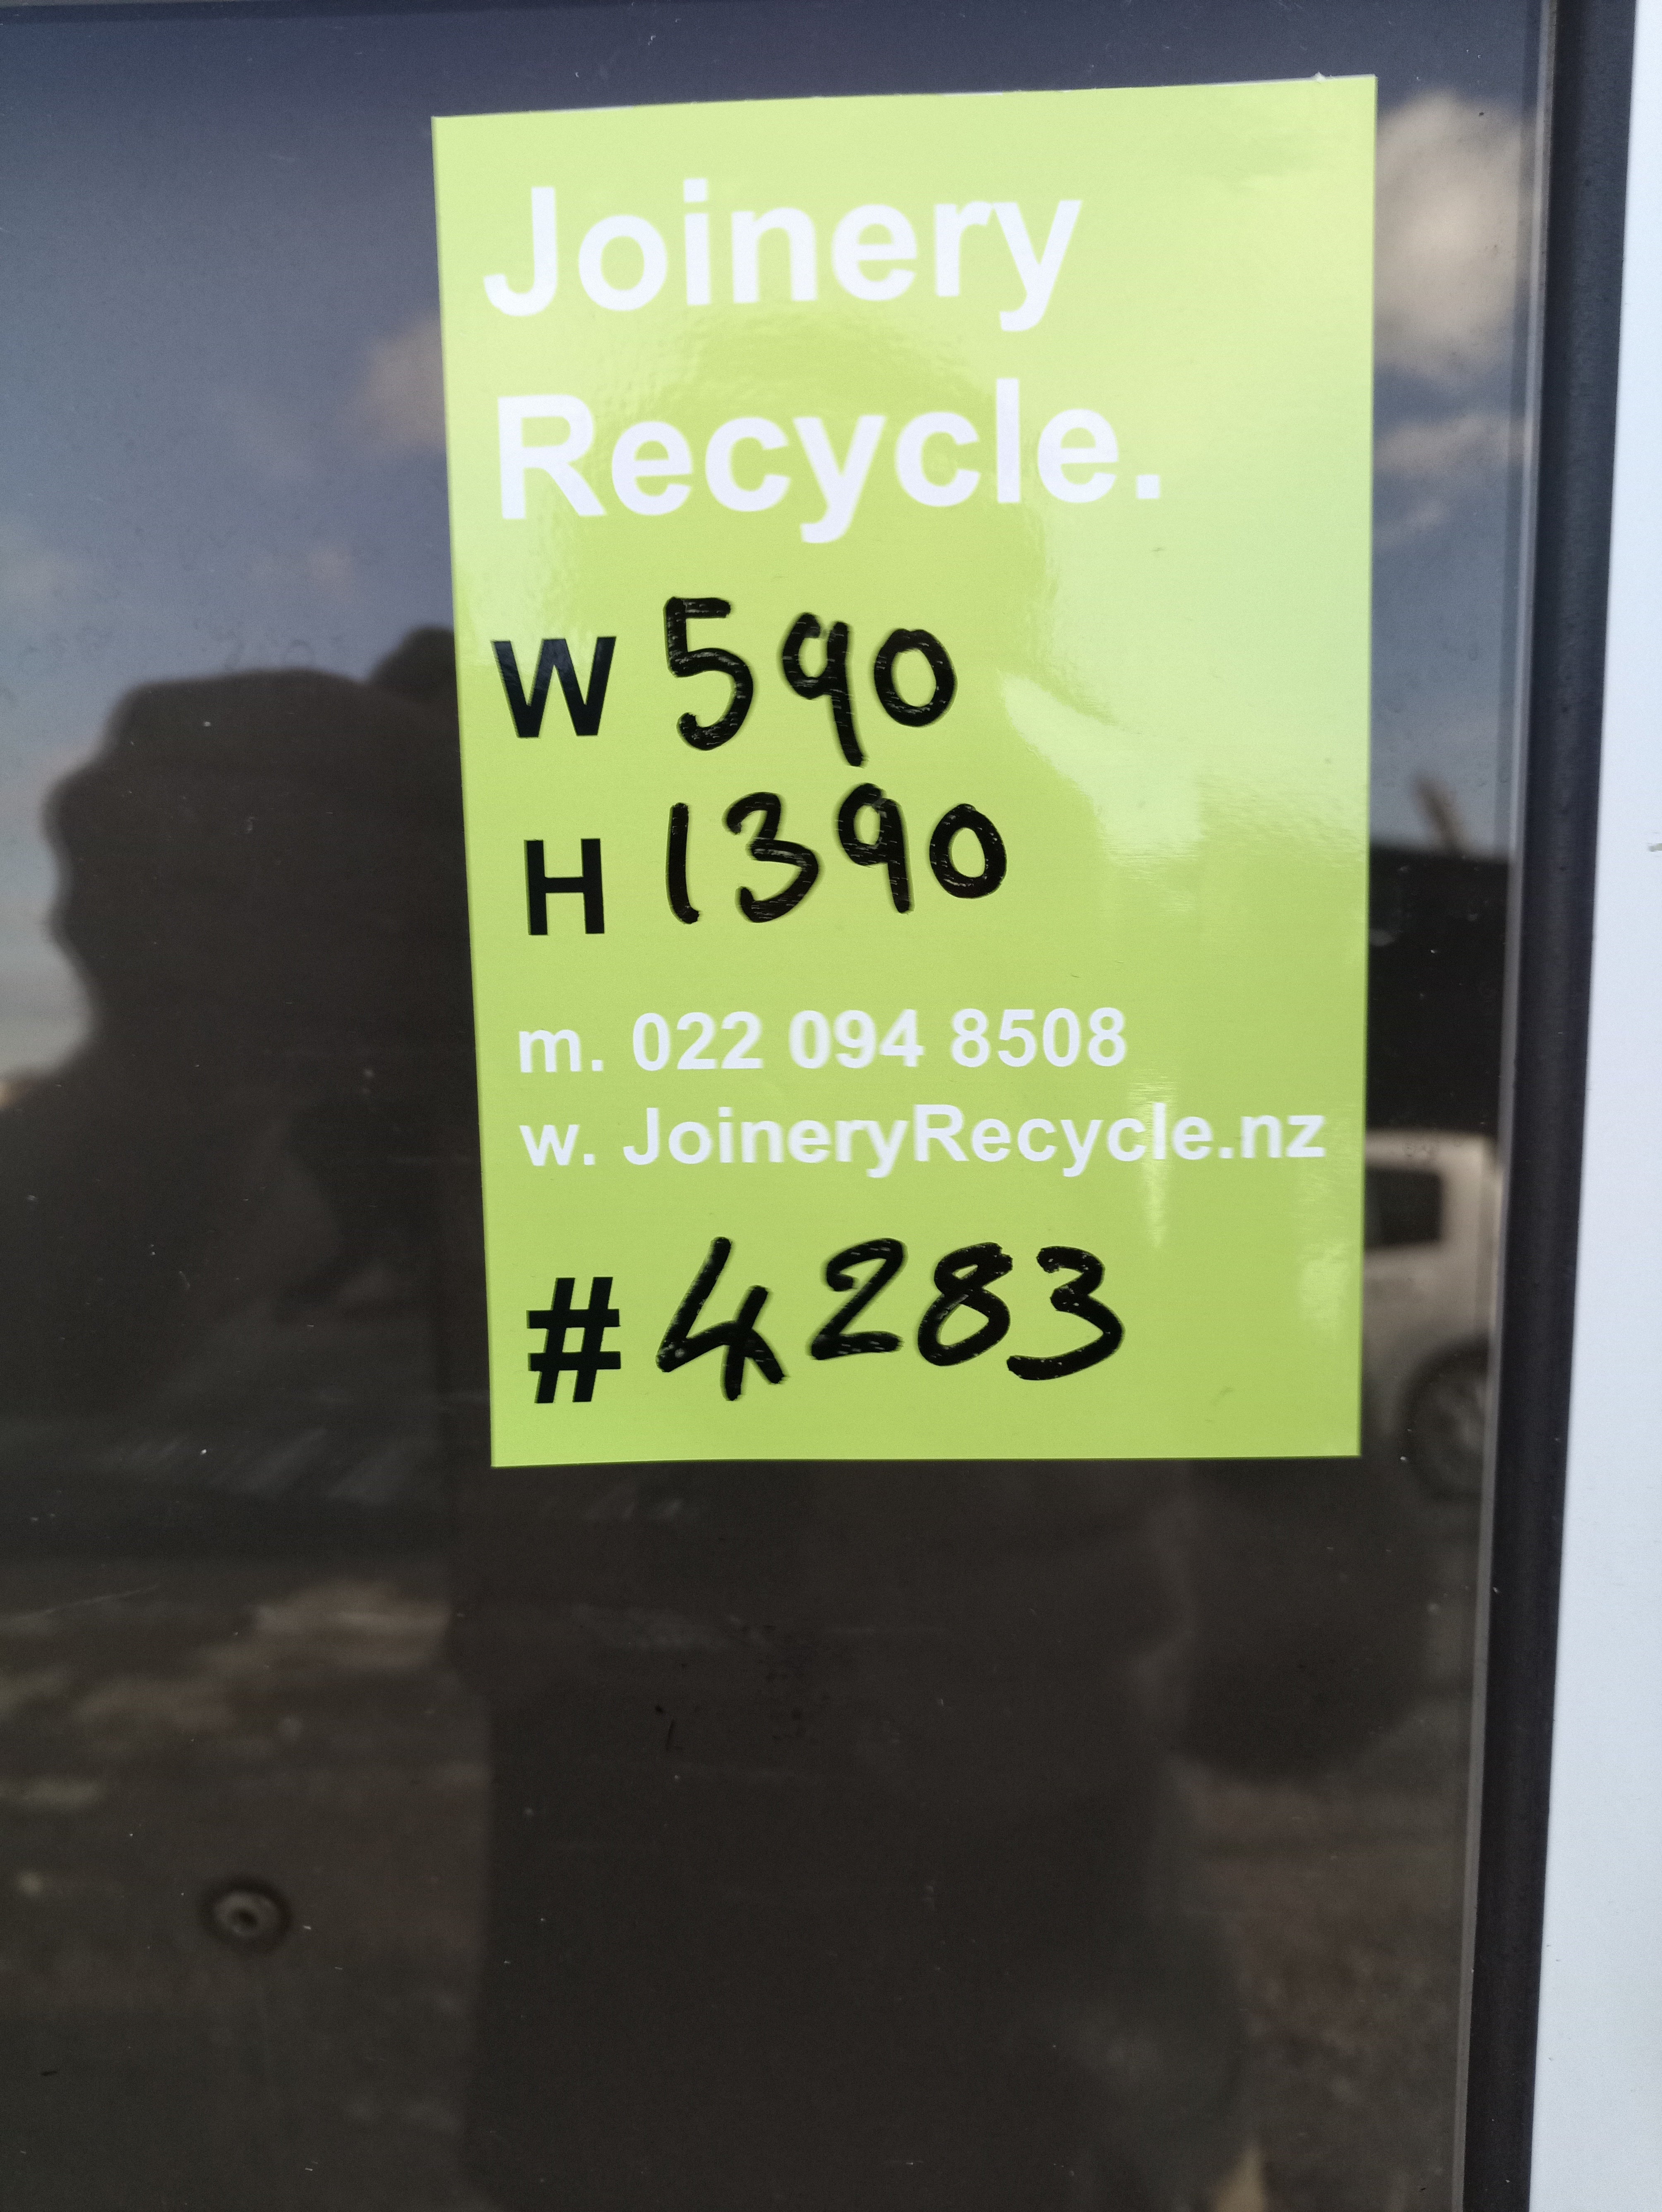 Joinery
Recycle.
W 590
H 1390
m. 022 094 8508
w. JoineryRecycle.nz
# 4283